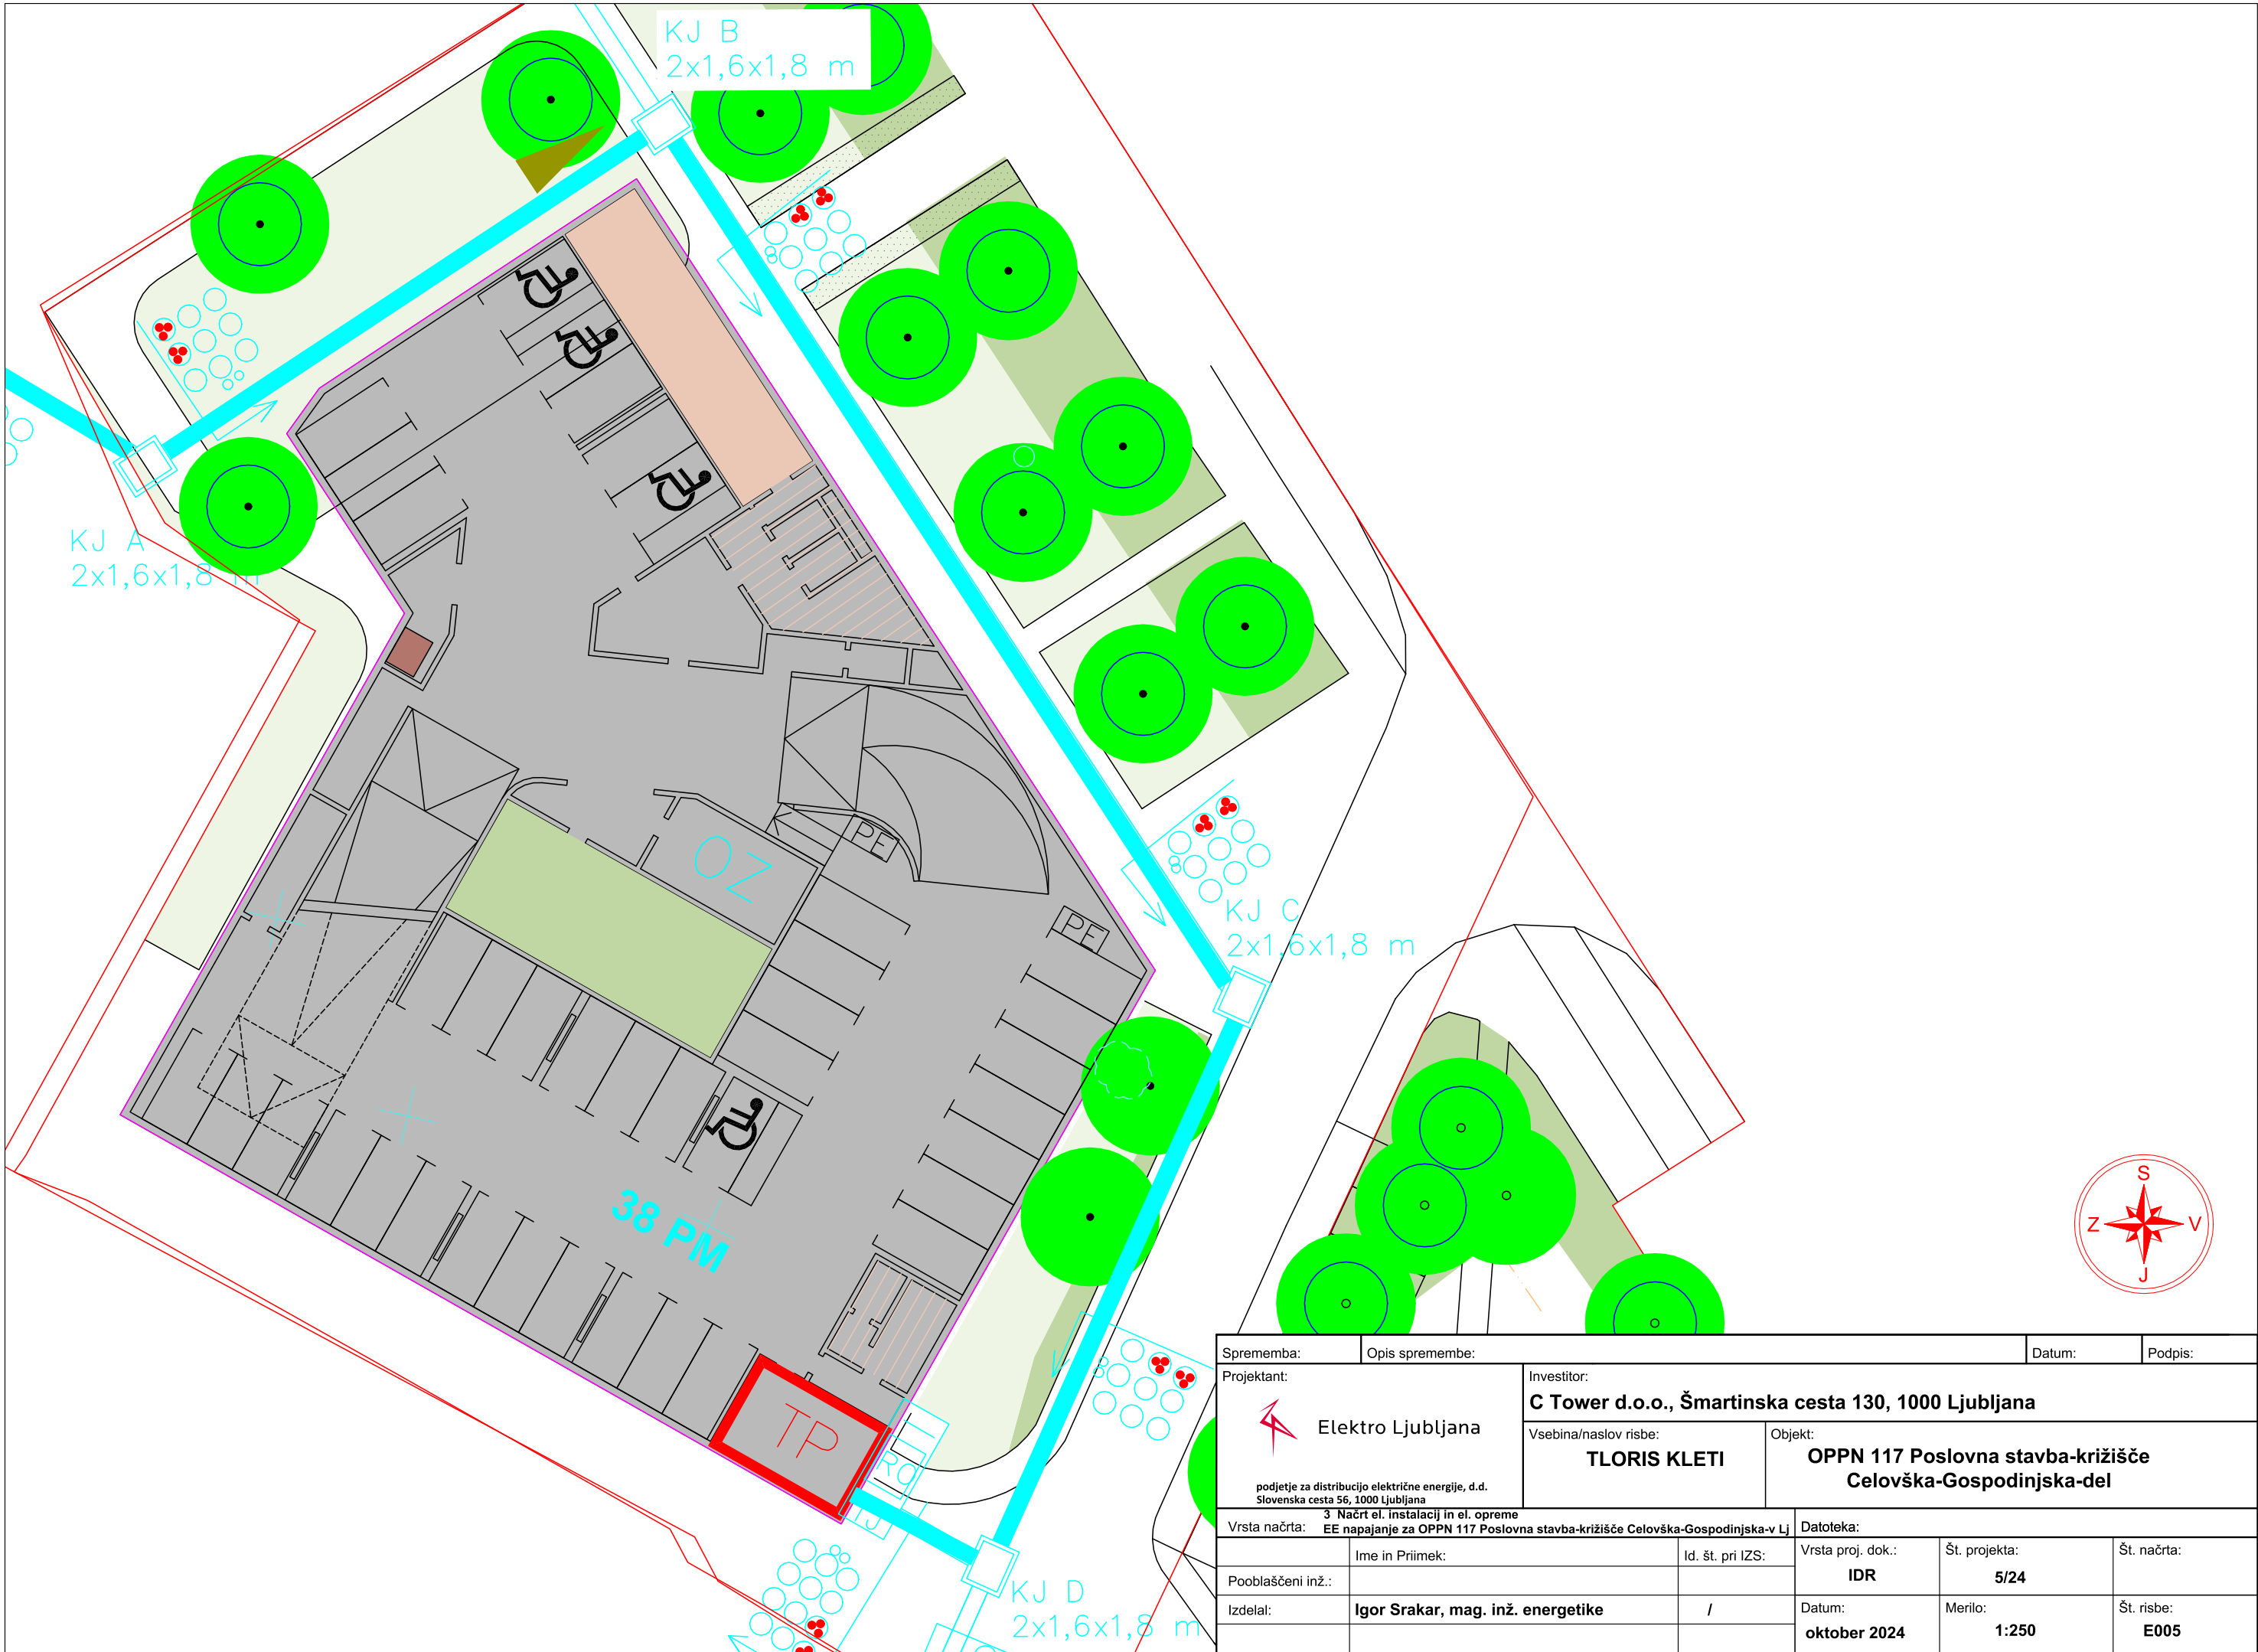 KJ B
2x1,6x1,8 m
KJ A
2x1,6x1,8 m
PE
OZ
PE
KJ C
2x1,6x1,8 m
38 PM
S
Z
V
J
TP
KJ D
2x1,6x1,8 m
Sprememba:
Opis spremembe:
Datum:
Podpis:
Projektant:
Elektro Ljubljana
podjetje za distribucijo električne energije, d.d.
Slovenska cesta 56, 1000 Ljubljana
Investitor:
C Tower d.o.o., Šmartinska cesta 130, 1000 Ljubljana
Vsebina/naslov risbe:
TLORIS KLETI
Objekt:
OPPN 117 Poslovna stavba-križišče
Celovška-Gospodinjska-del
Vrsta načrta:
3 Načrt el. instalacij in el. opreme
EE napajanje za OPPN 117 Poslovna stavba-križišče Celovška-Gospodinjska-v Lj
Datoteka:
Ime in Priimek:
Id. št. pri IZS:
Vrsta proj. dok.:
IDR
Št. projekta:
5/24
Št. načrta:
Pooblaščeni inž.:
Izdelal:
Igor Srakar, mag. inž. energetike
/
Datum:
oktober 2024
Merilo:
1:250
Št. risbe:
E005